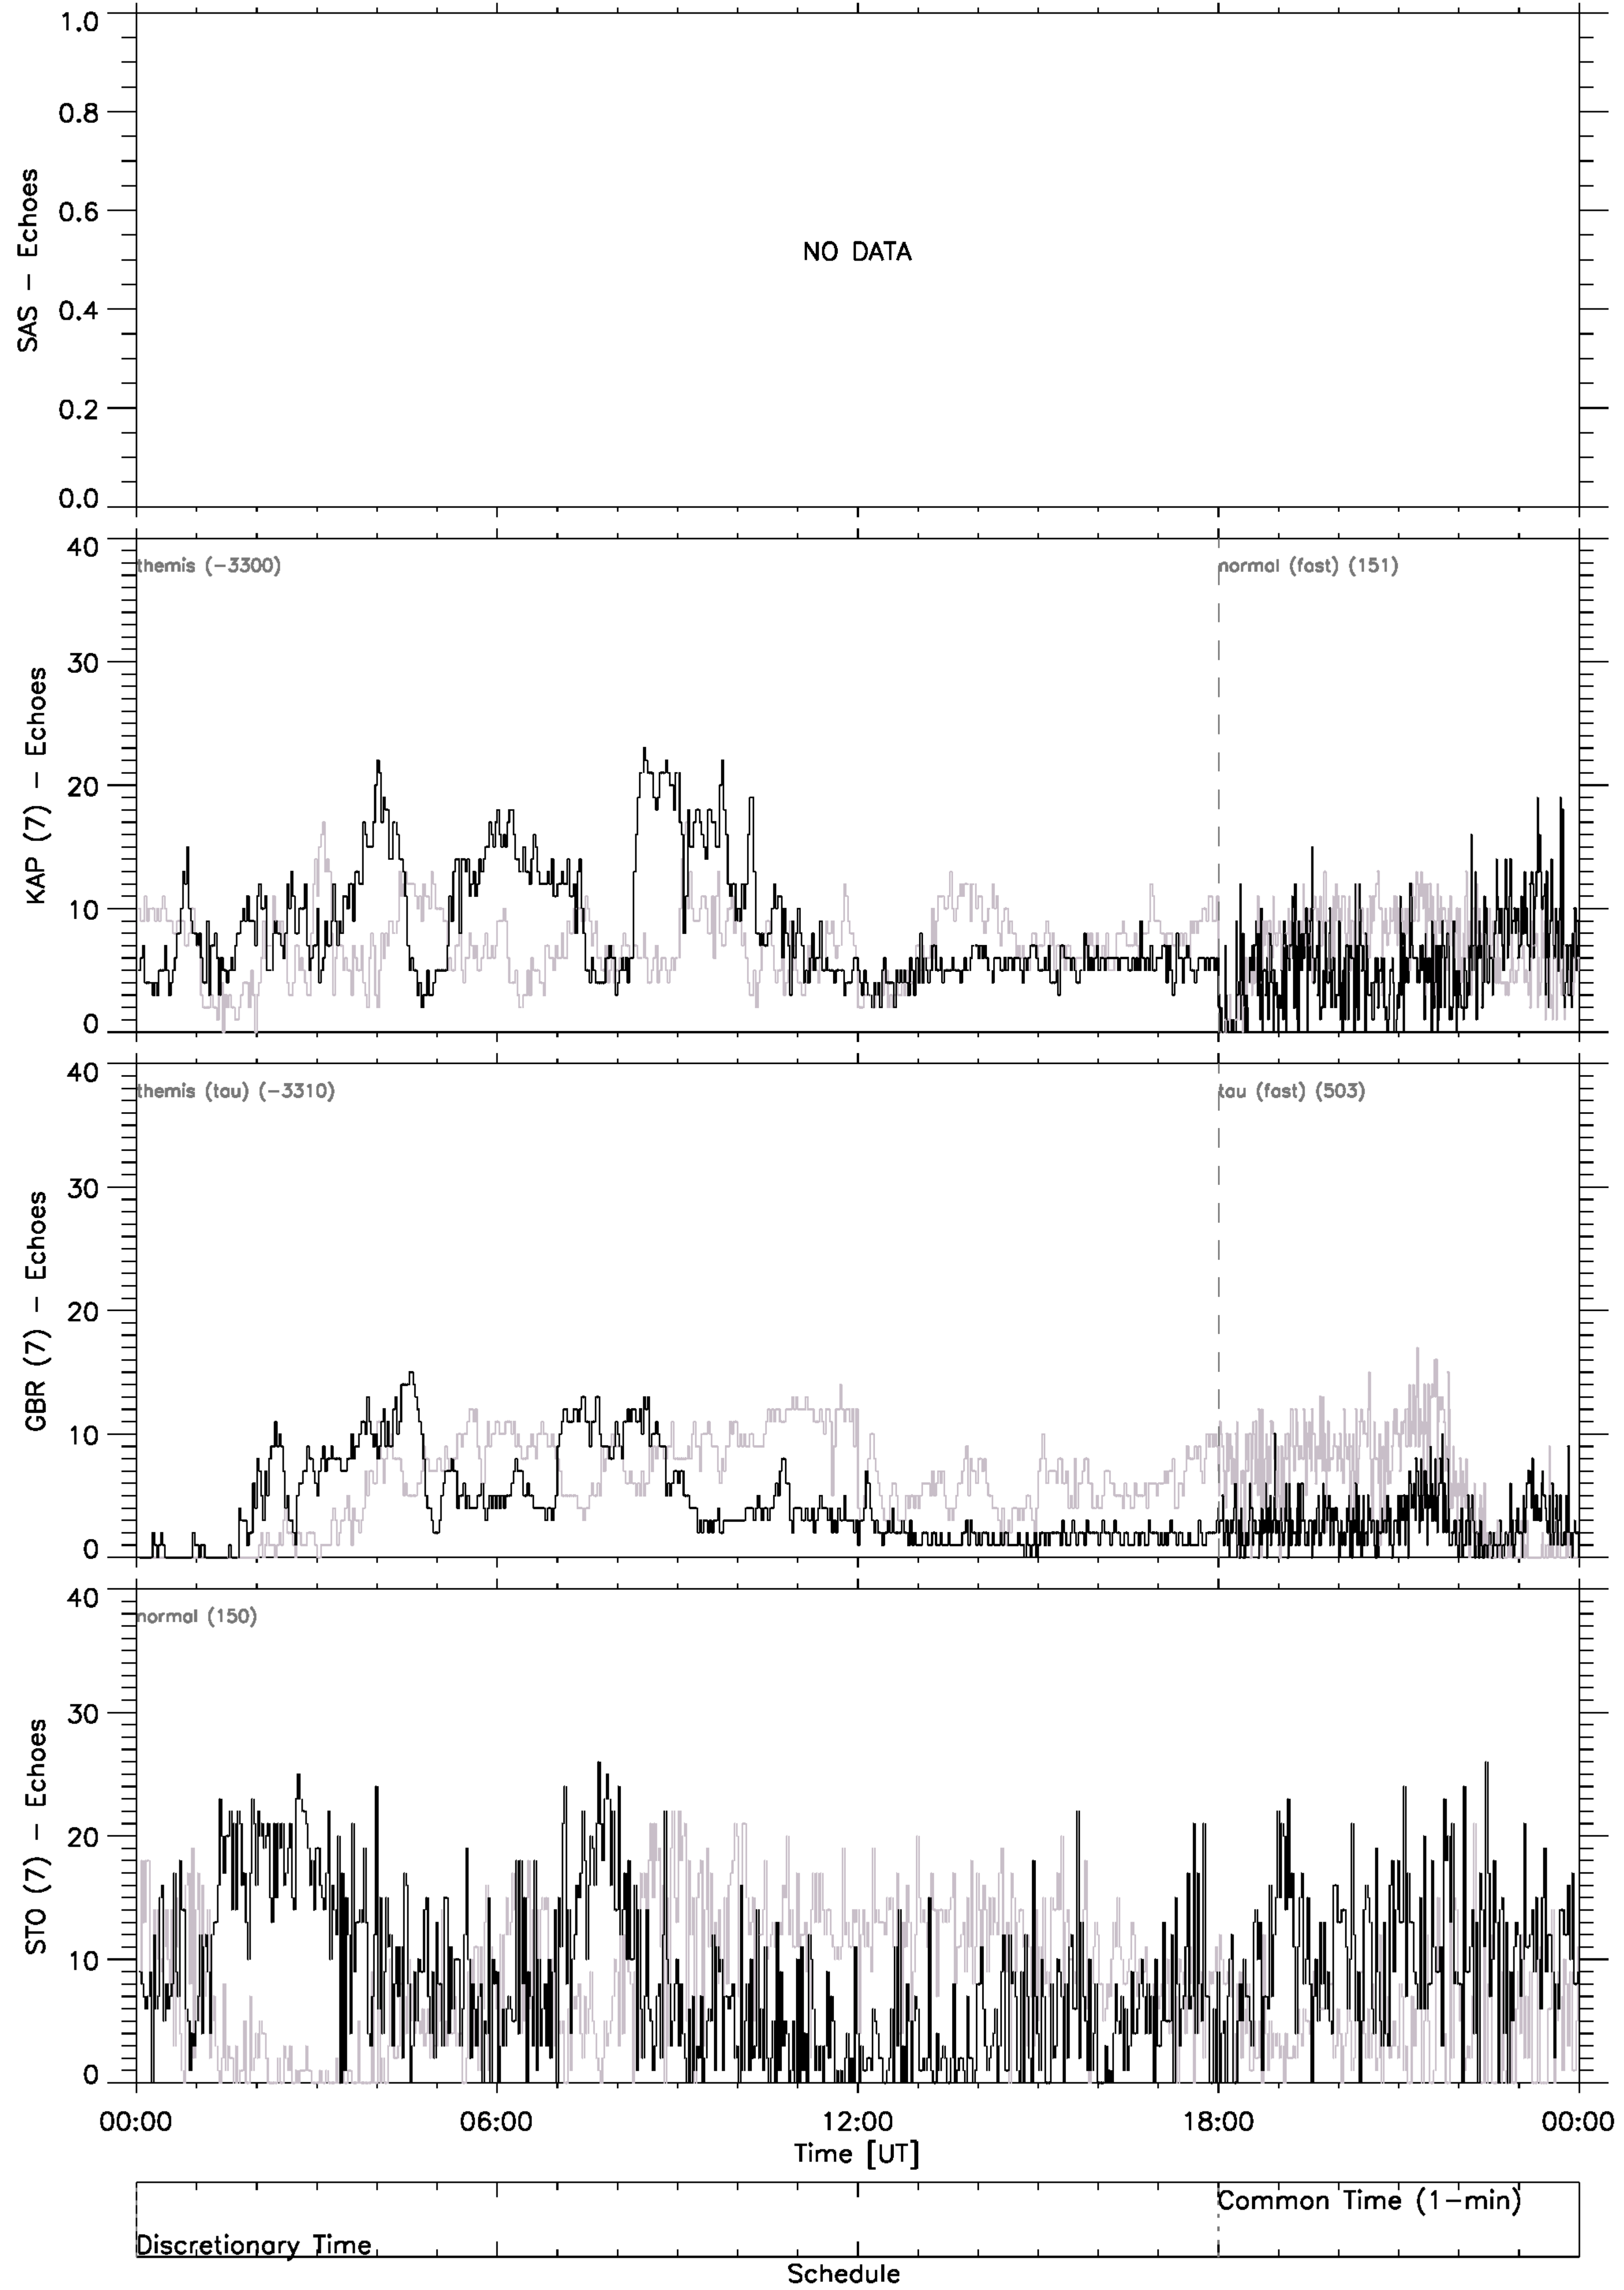 SAS - Echoes
1.0
0.8
0.6
0.4
0.2
0.0
NO DATA
KAP (7) - Echoes
40
30
20
10
0
themis (-3300)
normal (fast) (151)
GBR (7) - Echoes
40
30
20
10
0
themis (tau) (-3310)
tau (fast) (503)
STO (7) - Echoes
40
30
20
10
0
normal (150)
00:00
06:00
12:00
18:00
00:00
Time [UT]
Common Time (1-min)
Discretionary Time
Schedule